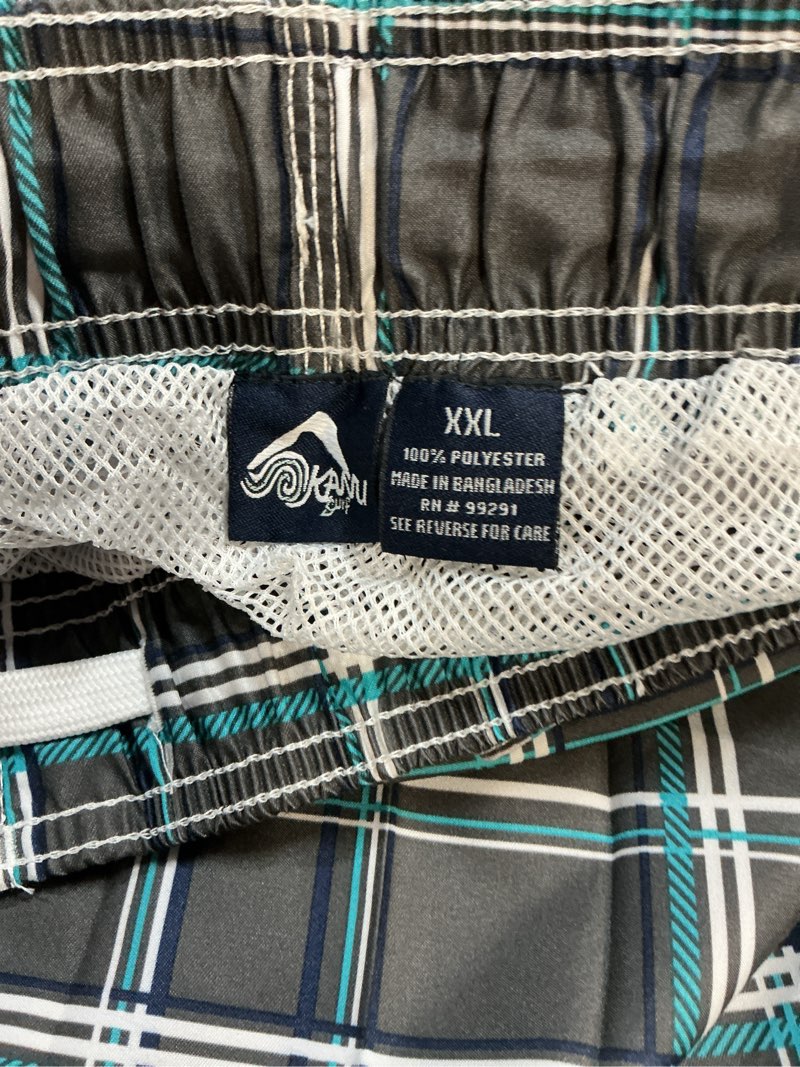 KANU
Surf
XXL
100% POLYESTER
MADE IN BANGLADESH
RN # 99291
SEE REVERSE FOR CARE